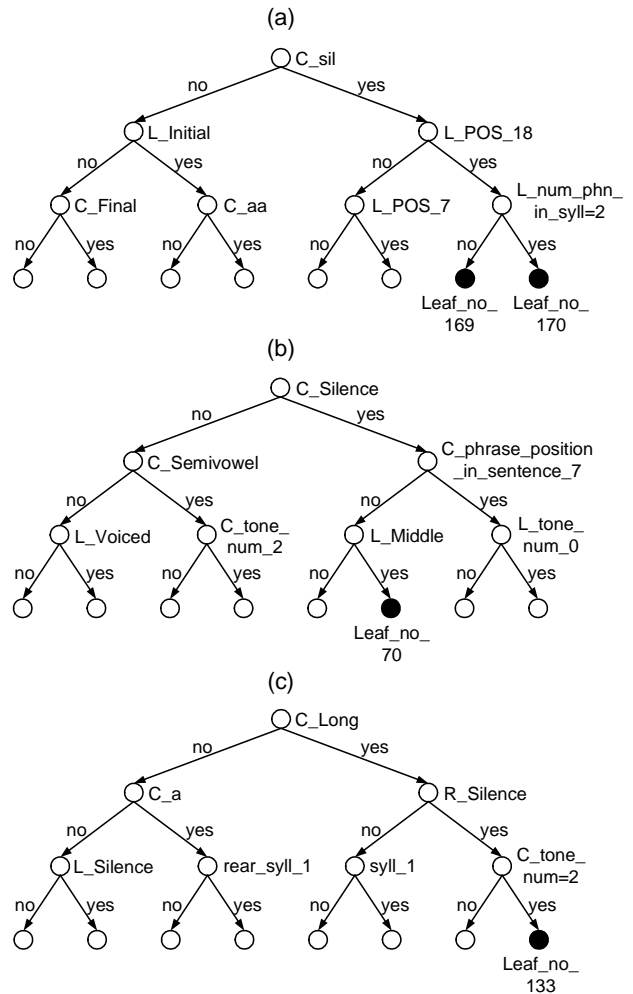 (a)
C_sil
no
yes
L_Initial
L_POS_18
no
yes
no
yes
C_Final
C_aa
L_POS_7
L_num_phn_
in_syll=2
no
yes
no
yes
no
yes
no
yes
Leaf_no_
169
Leaf_no_
170
(b)
C_Silence
no
yes
C_Semivowel
C_phrase_position
_in_sentence_7
no
yes
no
yes
L_Voiced
C_tone_
num_2
L_Middle
L_tone_
num_0
no
yes
no
yes
no
yes
no
yes
Leaf_no_
70
(c)
C_Long
no
yes
C_a
R_Silence
no
yes
no
yes
L_Silence
rear_syll_1
syll_1
C_tone_
num=2
no
yes
no
yes
no
yes
no
yes
Leaf_no_
133